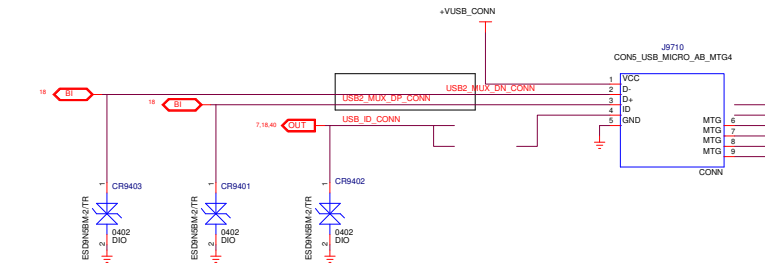 +VUSB_CONN
J9710
CON5_USB_MICRO_AB_MTG4
1 VCC
18 BI
USB2_MUX_DN_CONN
2 D-
18 BI
USB2_MUX_DP_CONN
3 D+
4 ID
7,18,40 OUT
USB_ID_CONN
5 GND
MTG 6
MTG 7
MTG 8
MTG 9
CONN
1
CR9403
ESD9N5BM-2/TR
0402
DIO
2
1
CR9401
ESD9N5BM-2/TR
0402
DIO
2
1
CR9402
ESD9N5BM-2/TR
0402
DIO
2